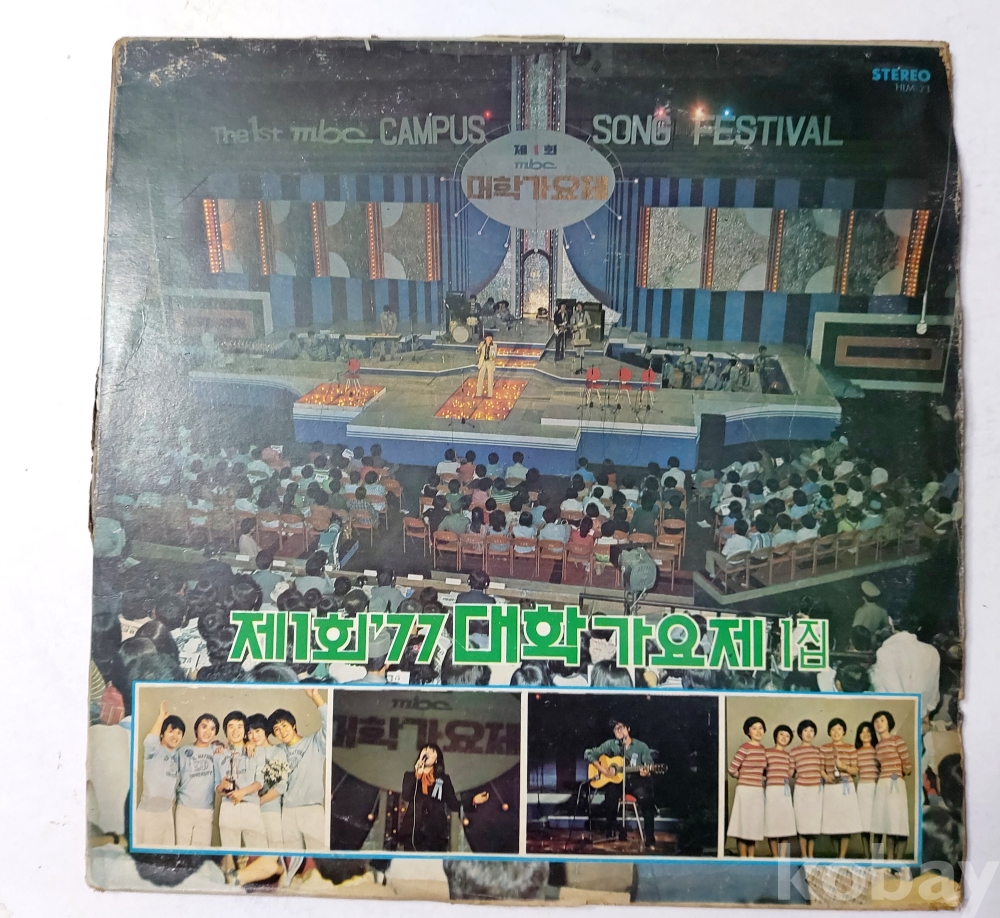 STEREO
HLM-21
The 1st mbc CAMPUS SONG FESTIVAL
제1회
mbc
대학가요제
제1회 '77 대학가요제 1집
mbc
대학가요제
kobay